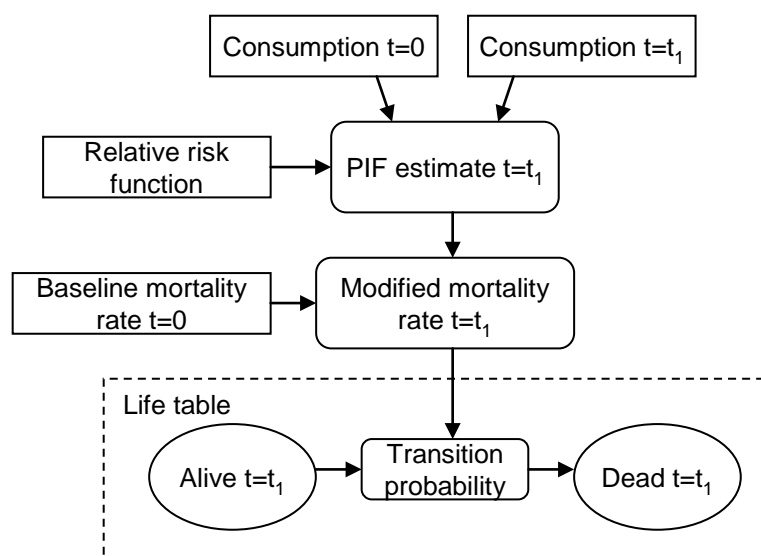 Consumption t=0
Consumption t=t₁
Relative risk
function
PIF estimate t=t₁
Baseline mortality
rate t=0
Modified mortality
rate t=t₁
Life table
Alive t=t₁
Transition
probability
Dead t=t₁